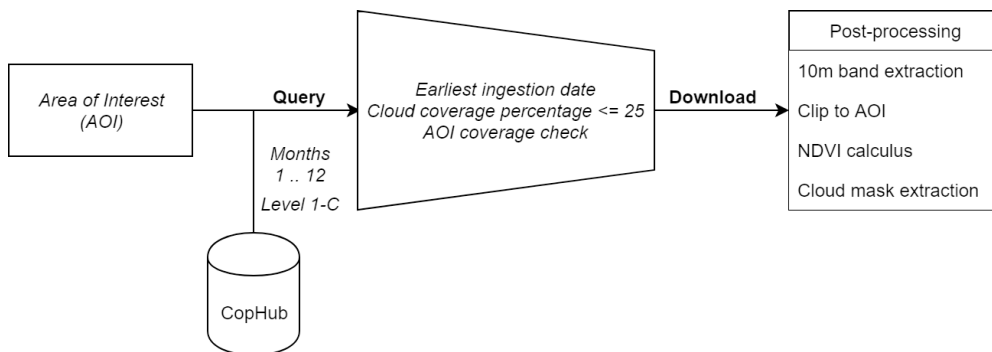 Area of Interest
(AOI)
Query
Months
1 .. 12
Level 1-C
CopHub
Earliest ingestion date
Cloud coverage percentage <= 25
AOI coverage check
Download
Post-processing
10m band extraction
Clip to AOI
NDVI calculus
Cloud mask extraction